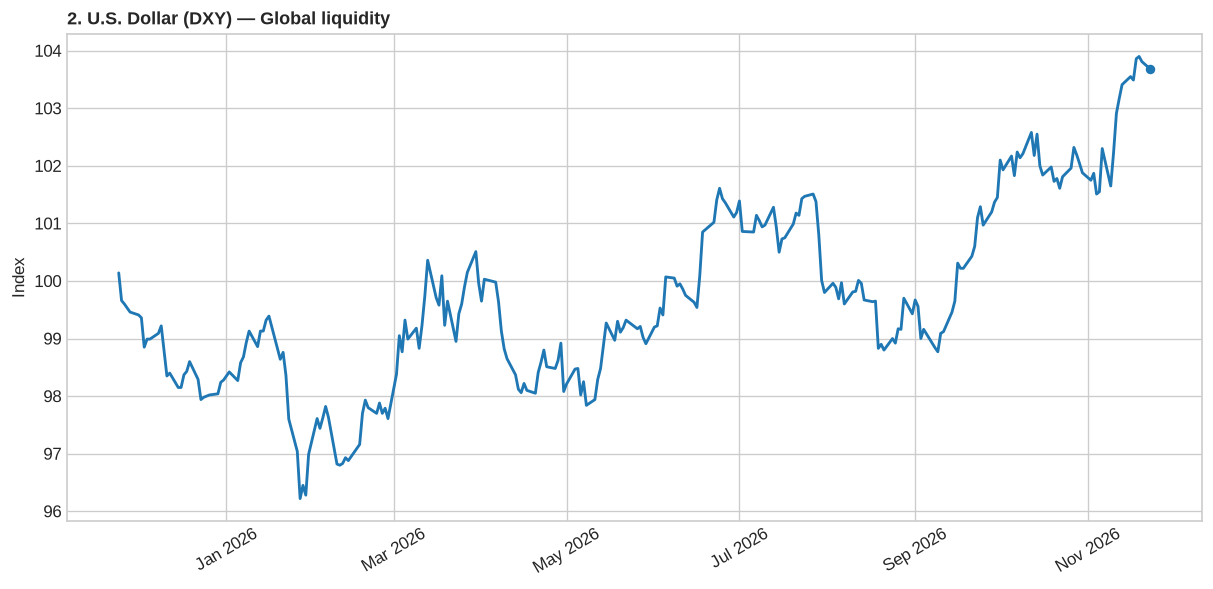 2. U.S. Dollar (DXY) — Global liquidity
104
103
102
101
100
99
98
97
96
Index
Jan 2026
Mar 2026
May 2026
Jul 2026
Sep 2026
Nov 2026